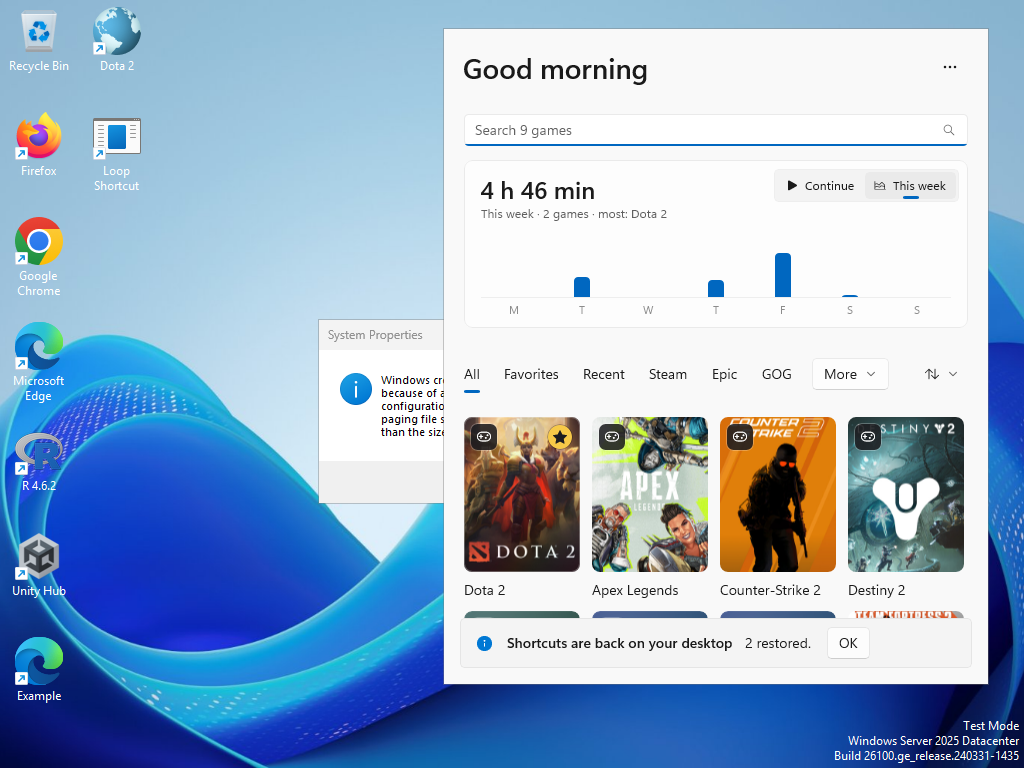 Recycle Bin
Dota 2
Firefox
Loop
Shortcut
Google
Chrome
Microsoft
Edge
R 4.6.2
Unity Hub
Example
System Properties
Windows cr
because of a
configuratio
paging file s
than the size
Good morning
Search 9 games
4 h 46 min
This week · 2 games · most: Dota 2
Continue
This week
M T W T F S S
All Favorites Recent Steam Epic GOG More
DOTA 2
APEX
LEGENDS
COUNTER
STRIKE 2
DESTINY 2
Dota 2
Apex Legends
Counter-Strike 2
Destiny 2
TEAM FORTRESS 2
Shortcuts are back on your desktop 2 restored. OK
Test Mode
Windows Server 2025 Datacenter
Build 26100.ge_release.240331-1435